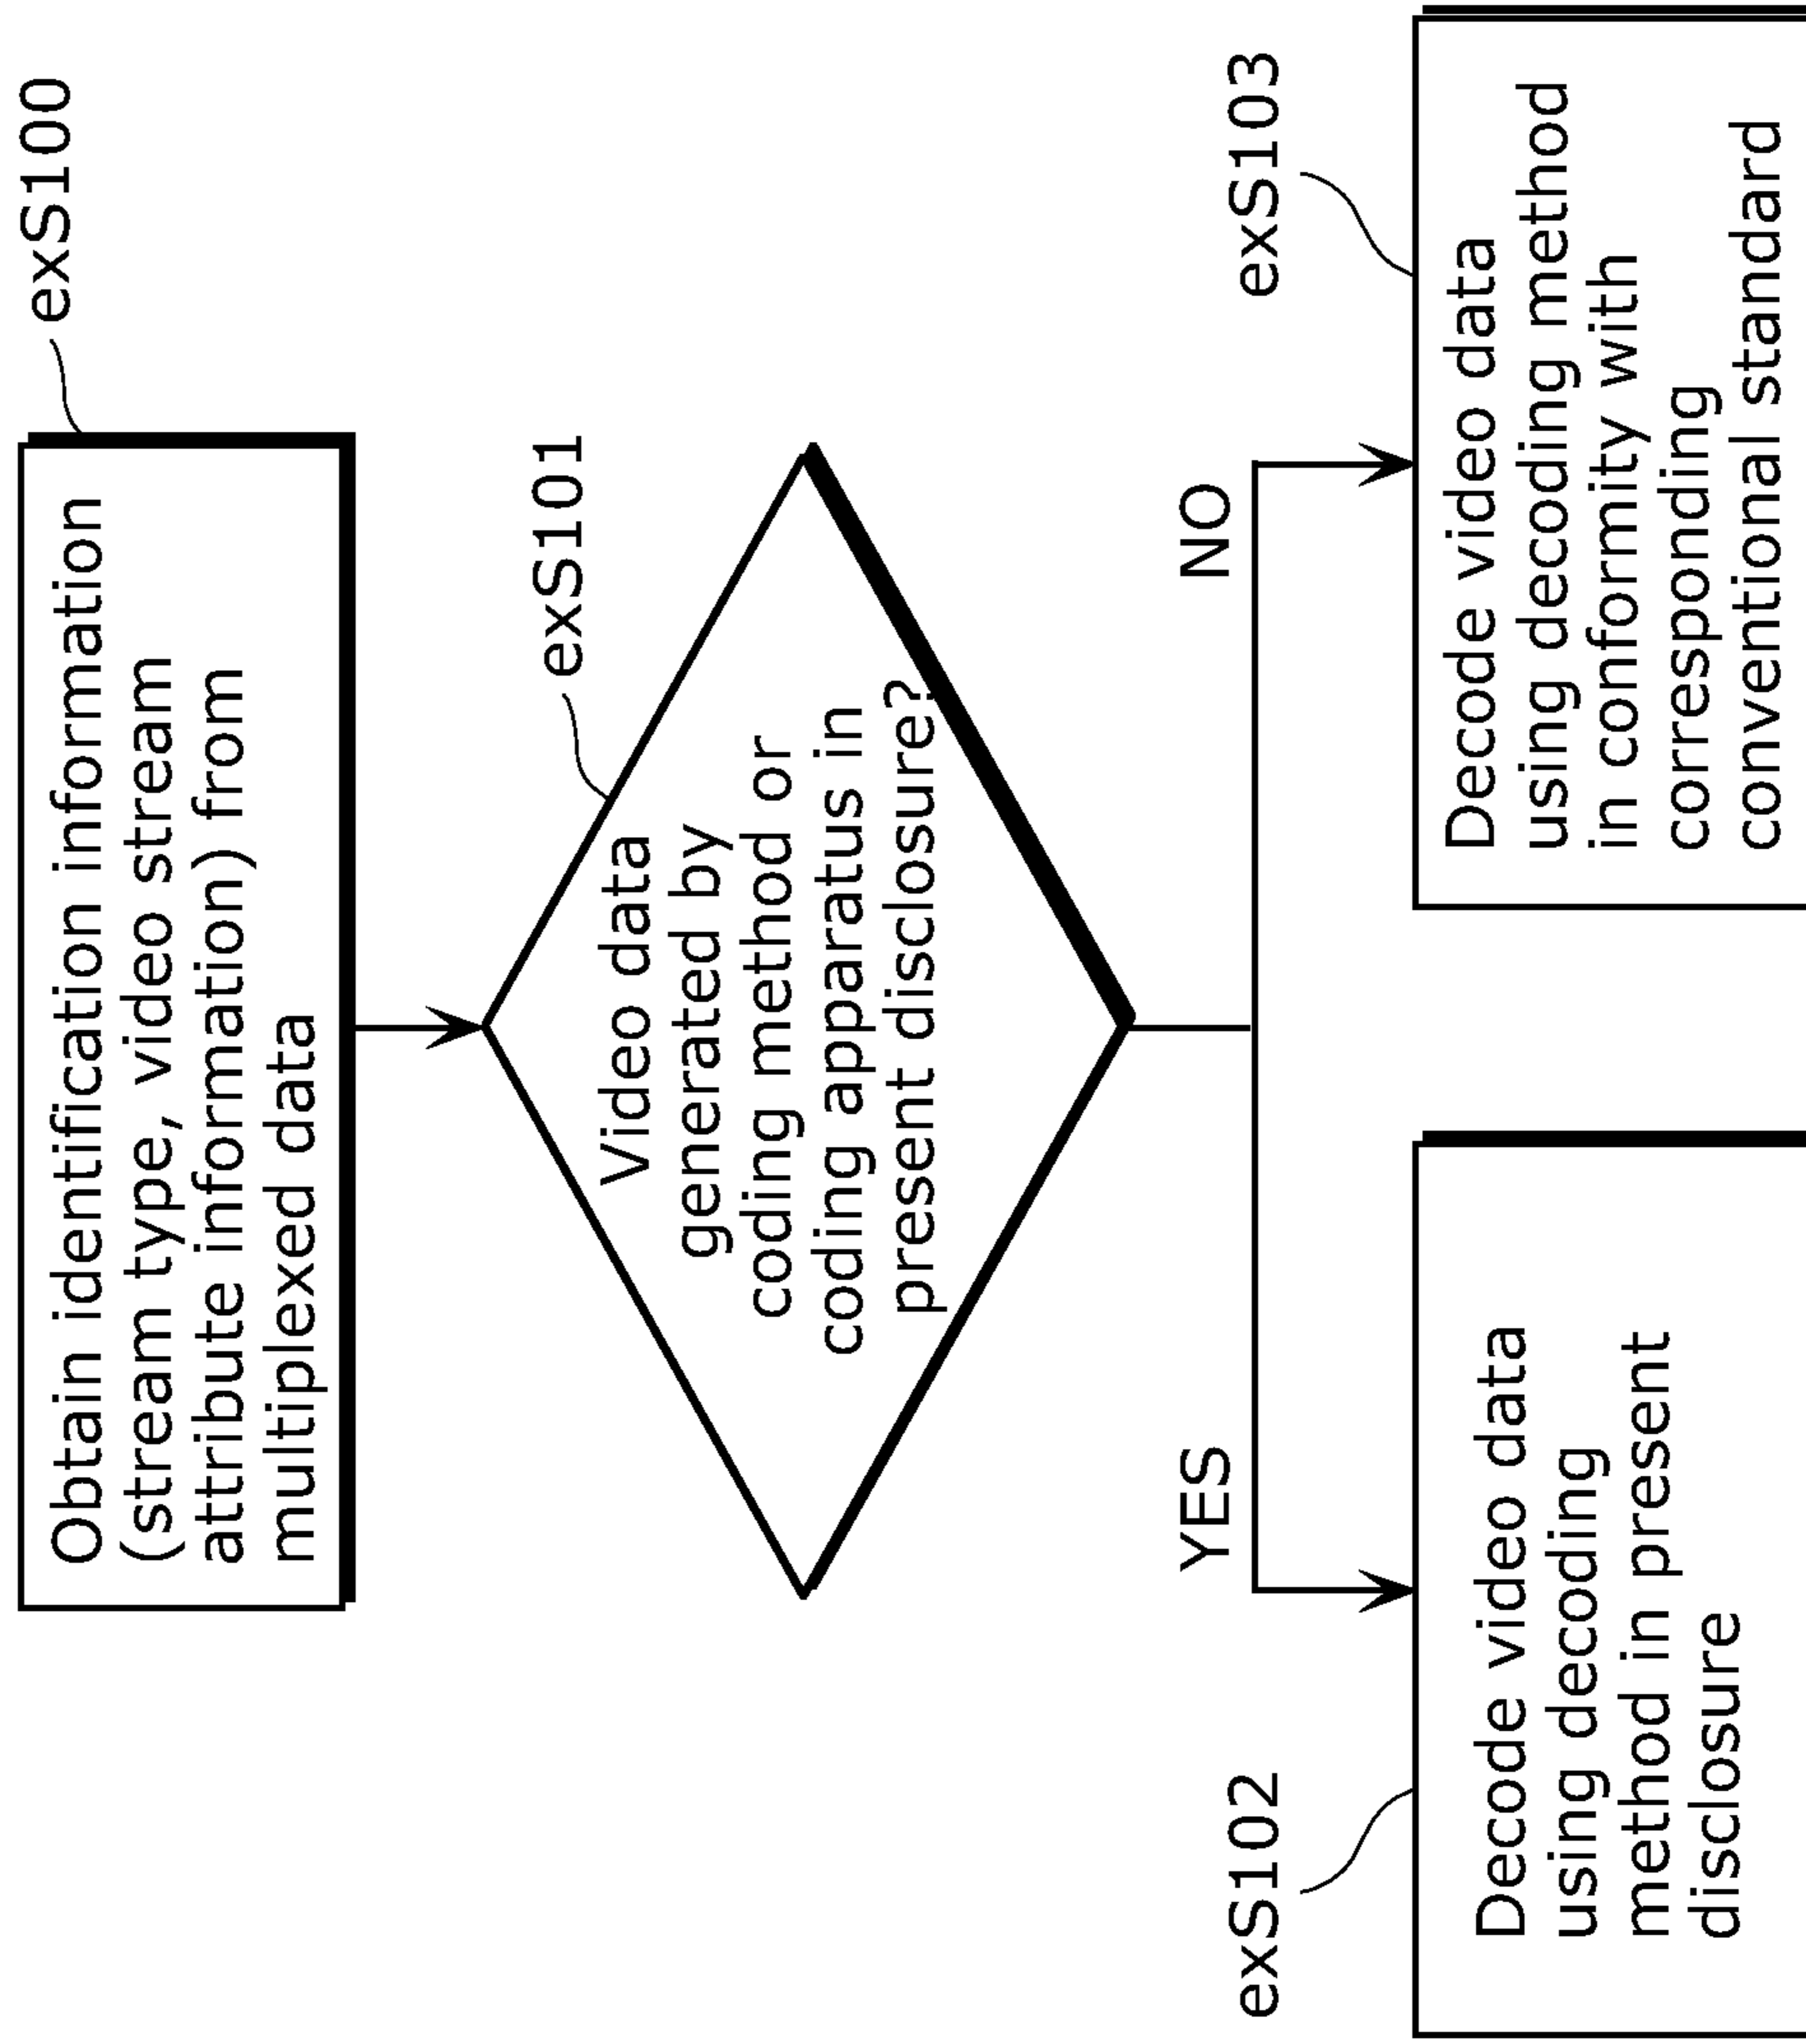 exS100
Obtain identification information
(stream type, video stream
attribute information) from
multiplexed data
exS101
Video data
generated by
coding method or
coding apparatus in
present disclosure?
YES
NO
exS102
Decode video data
using decoding
method in present
disclosure
exS103
Decode video data
using decoding method
in conformity with
corresponding
conventional standard